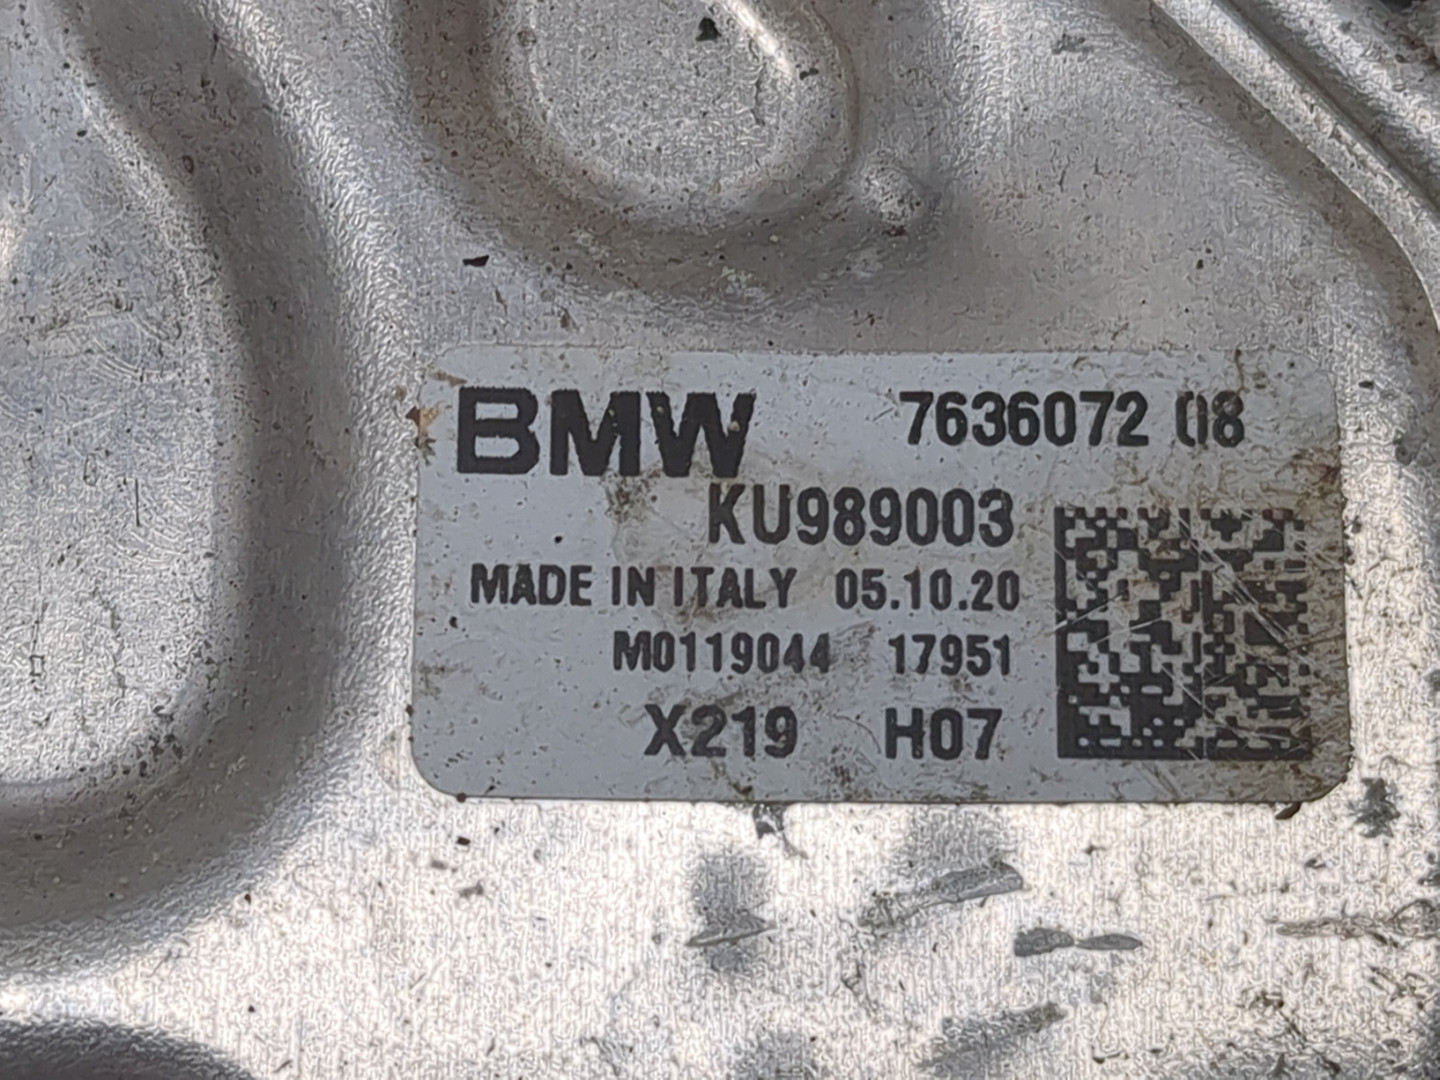 BMW 7636072 08
KU989003
MADE IN ITALY 05.10.20
M0119044 17951
X219 H07